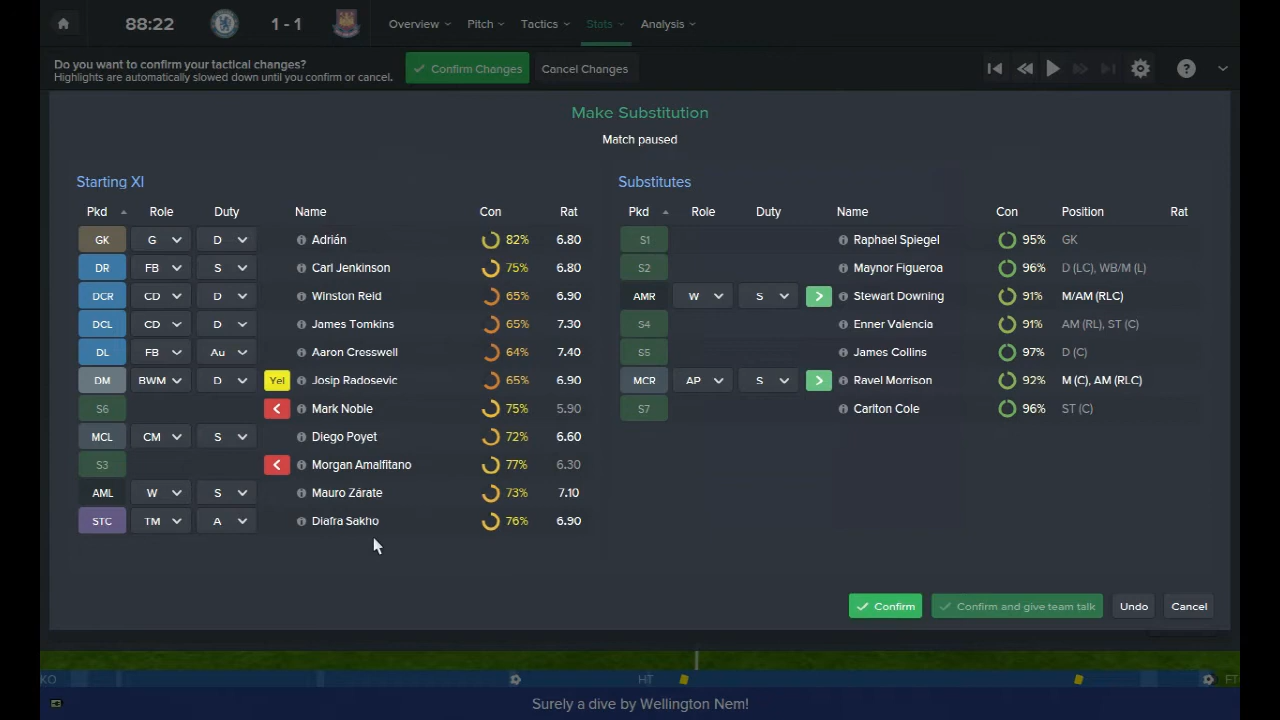 88:22 1 - 1 Overview Pitch Tactics Stats Analysis
Do you want to confirm your tactical changes?
Highlights are automatically slowed down until you confirm or cancel.
Confirm Changes Cancel Changes
Make Substitution
Match paused
Starting XI
Pkd Role Duty Name Con Rat
GK G D Adrián 82% 6.80
DR FB S Carl Jenkinson 75% 6.80
DCR CD D Winston Reid 65% 6.90
DCL CD D James Tomkins 65% 7.30
DL FB Au Aaron Cresswell 64% 7.40
DM BWM D Yel Josip Radosevic 65% 6.90
S6 Mark Noble 75% 5.90
MCL CM S Diego Poyet 72% 6.60
S3 Morgan Amalfitano 77% 6.30
AML W S Mauro Zárate 73% 7.10
STC TM A Diafra Sakho 76% 6.90
Substitutes
Pkd Role Duty Name Con Position Rat
S1 Raphael Spiegel 95% GK
S2 Maynor Figueroa 96% D (LC), WB/M (L)
AMR W S Stewart Downing 91% M/AM (RLC)
S4 Enner Valencia 91% AM (RL), ST (C)
S5 James Collins 97% D (C)
MCR AP S Ravel Morrison 92% M (C), AM (RLC)
S7 Carlton Cole 96% ST (C)
Confirm Confirm and give team talk Undo Cancel
KO HT FT
Surely a dive by Wellington Nem!